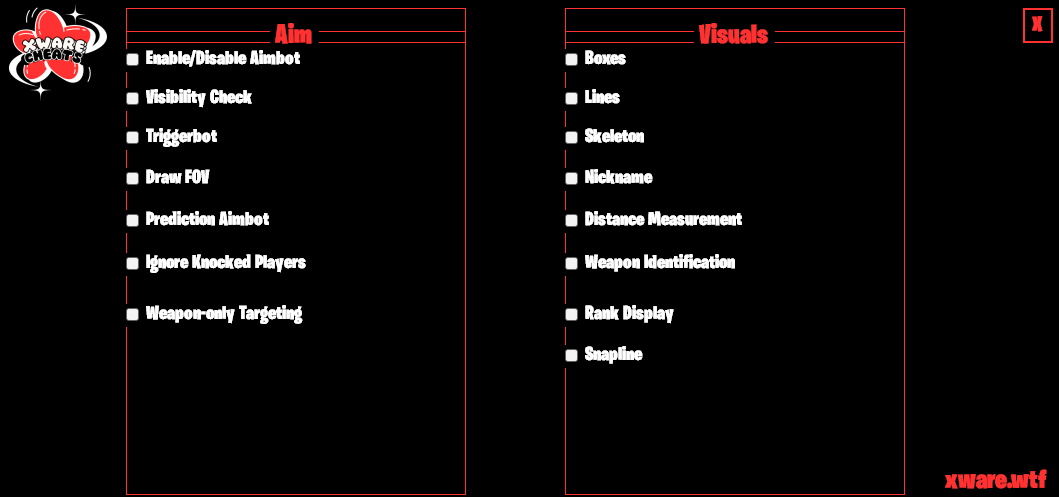 XWARE
CHEATS
Aim
Enable/Disable Aimbot
Visibility Check
Triggerbot
Draw FOV
Prediction Aimbot
Ignore Knocked Players
Weapon-only Targeting
Visuals
Boxes
Lines
Skeleton
Nickname
Distance Measurement
Weapon Identification
Rank Display
Snapline
X
xware.wtf